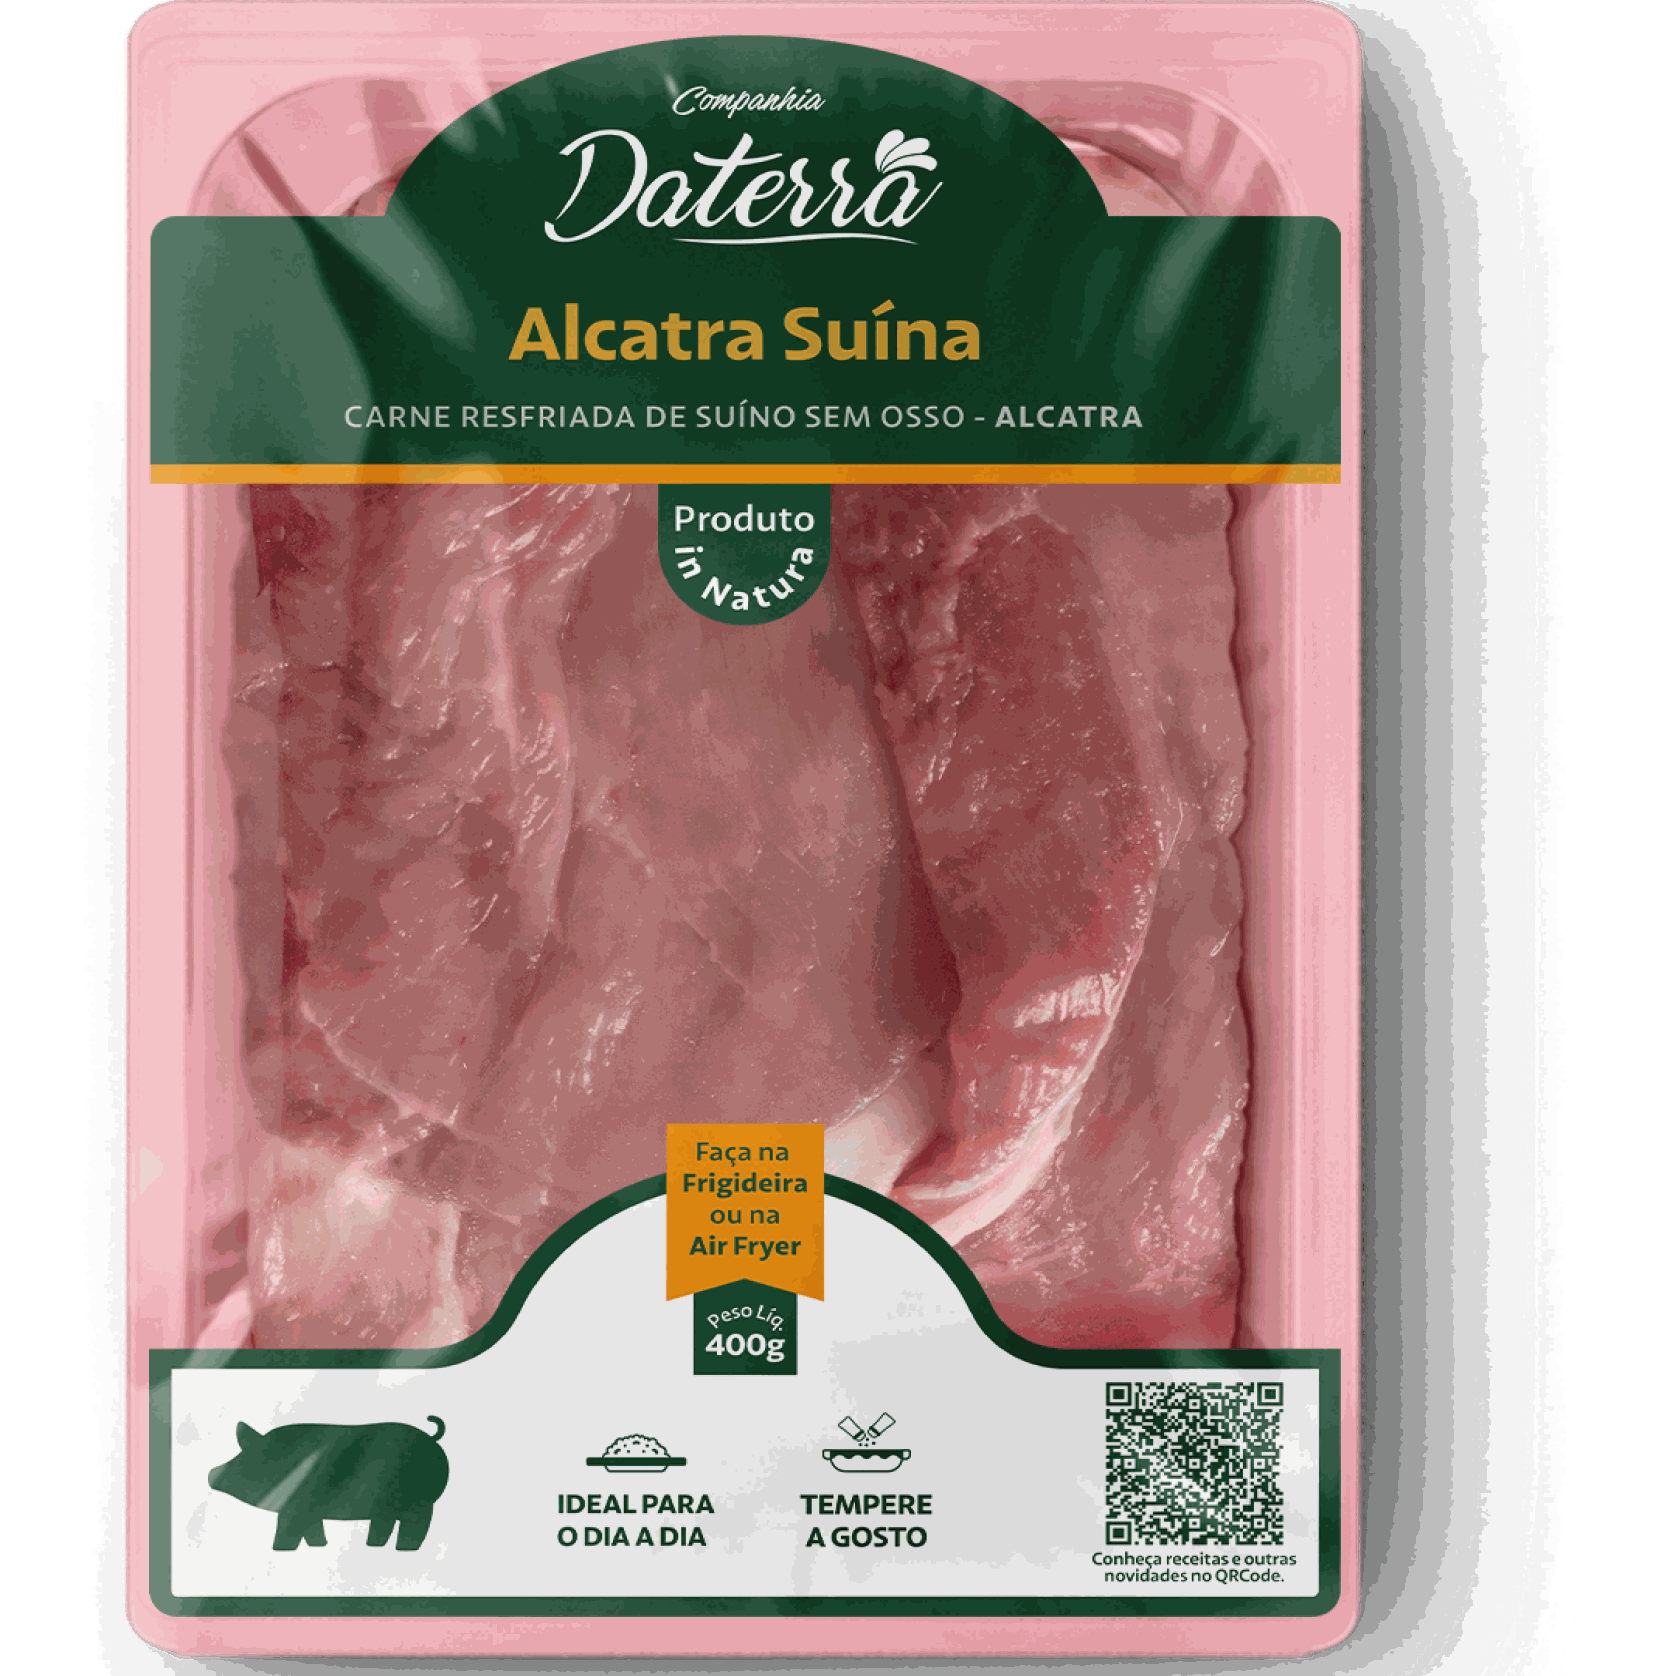 Companhia
Daterra
Alcatra Suína
CARNE RESFRIADA DE SUÍNO SEM OSSO - ALCATRA
Produto
in Natura
Faça na
Frigideira
ou na
Air Fryer
Peso Líq.
400g
IDEAL PARA
O DIA A DIA
TEMPERE
A GOSTO
Conheça receitas e outras
novidades no QRCode.